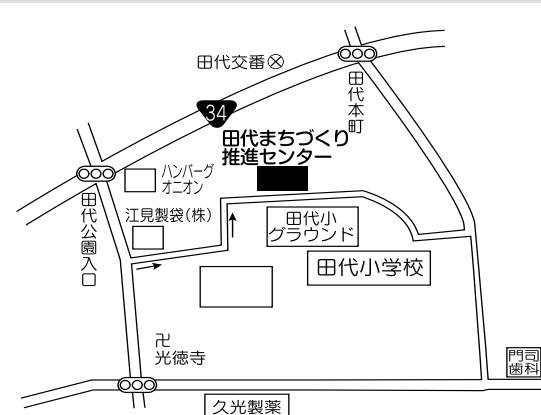 田代交番
34
田代本町
田代まちづくり
推進センター
ハンバーグ
オニオン
江見製袋(株)
田代公園入口
田代小
グラウンド
田代小学校
卍
光徳寺
門司
歯科
久光製薬